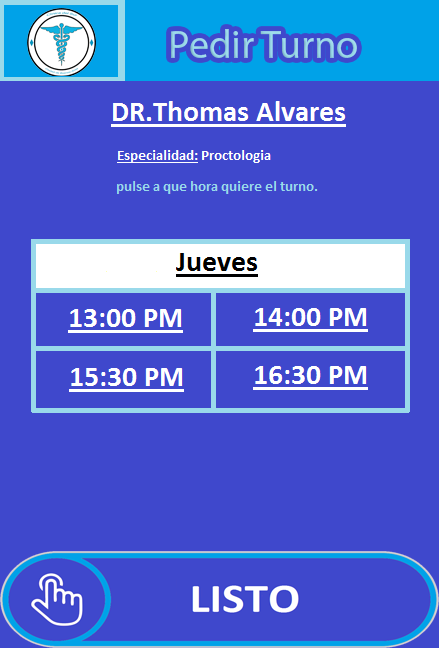 Pedir Turno
DR.Thomas Alvares
Especialidad: Proctologia
pulse a que hora quiere el turno.
Jueves
13:00 PM 14:00 PM
15:30 PM 16:30 PM
LISTO